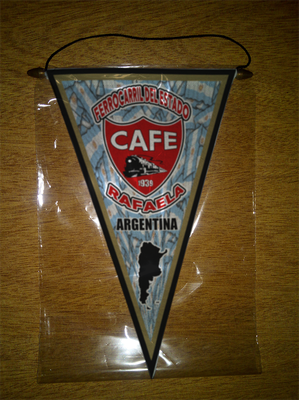 FERROCARRIL DEL ESTADO
CAFE
1938
RAFAELA
ARGENTINA